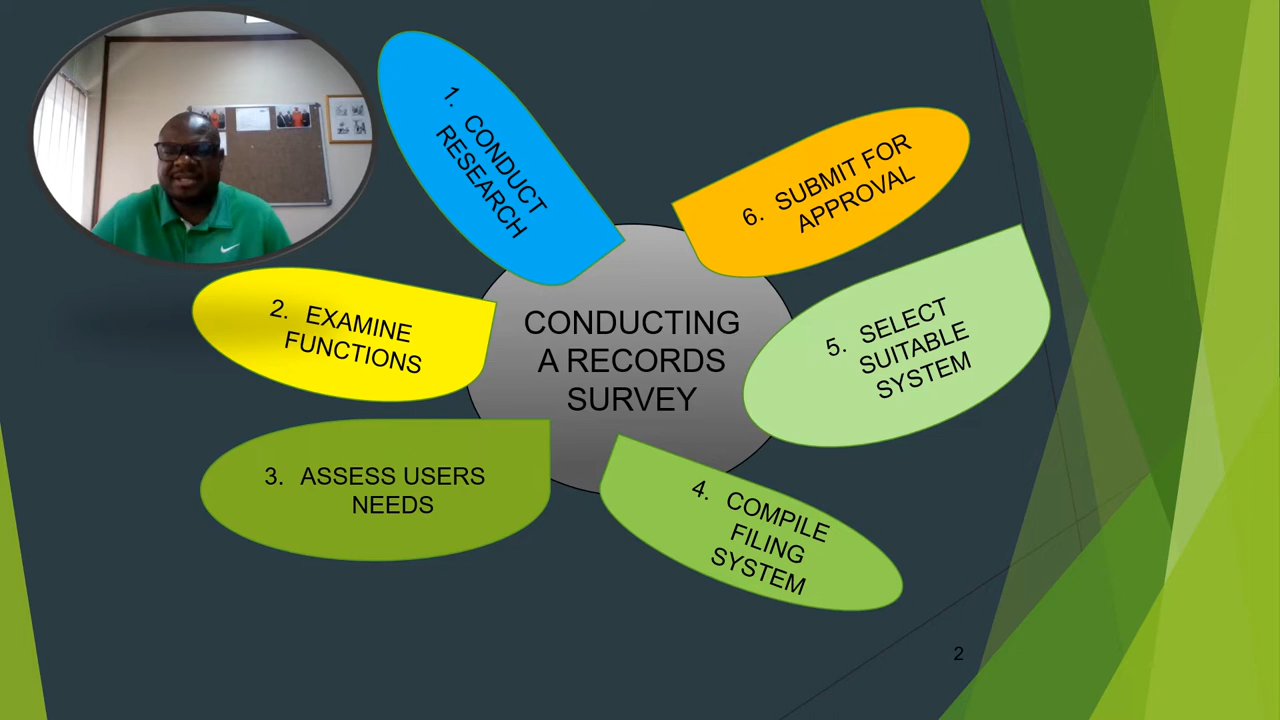 1. CONDUCT
RESEARCH
2. EXAMINE
FUNCTIONS
3. ASSESS USERS
NEEDS
4. COMPILE
FILING
SYSTEM
5. SELECT
SUITABLE
SYSTEM
6. SUBMIT FOR
APPROVAL
CONDUCTING
A RECORDS
SURVEY
2